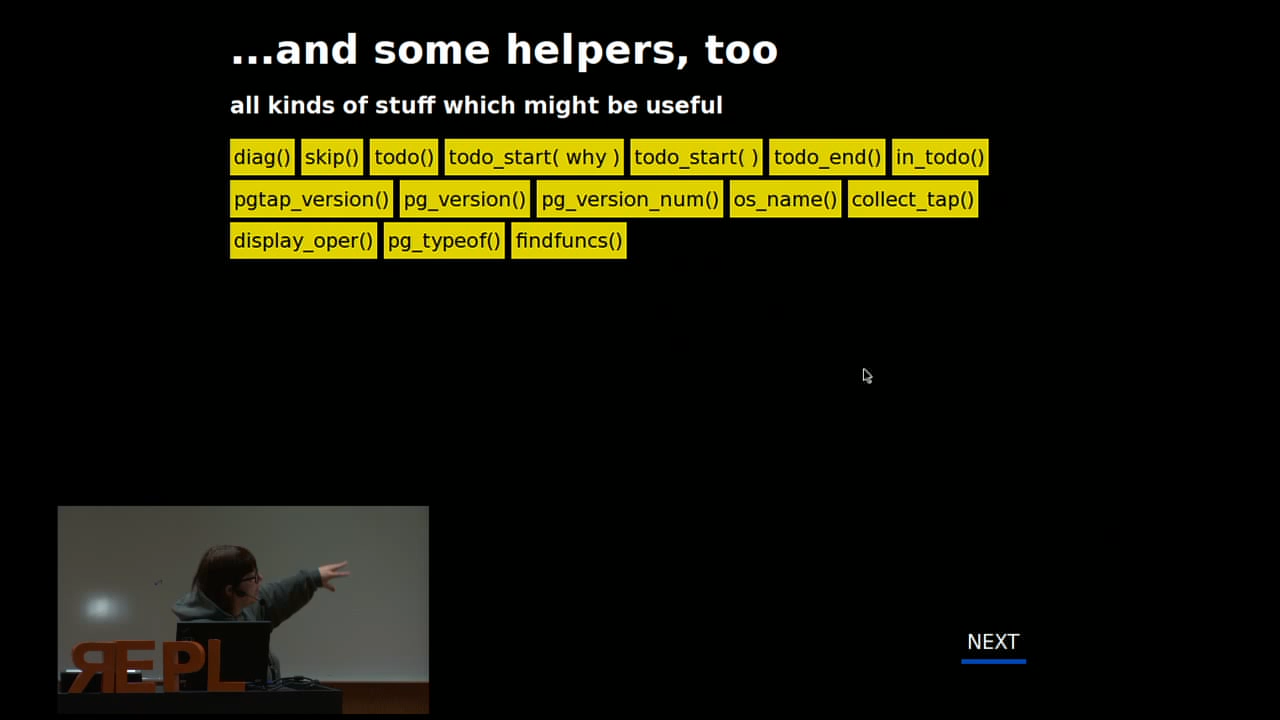 ...and some helpers, too
all kinds of stuff which might be useful
diag() skip() todo() todo_start( why ) todo_start( ) todo_end() in_todo()
pgtap_version() pg_version() pg_version_num() os_name() collect_tap()
display_oper() pg_typeof() findfuncs()
ЯEPL
NEXT